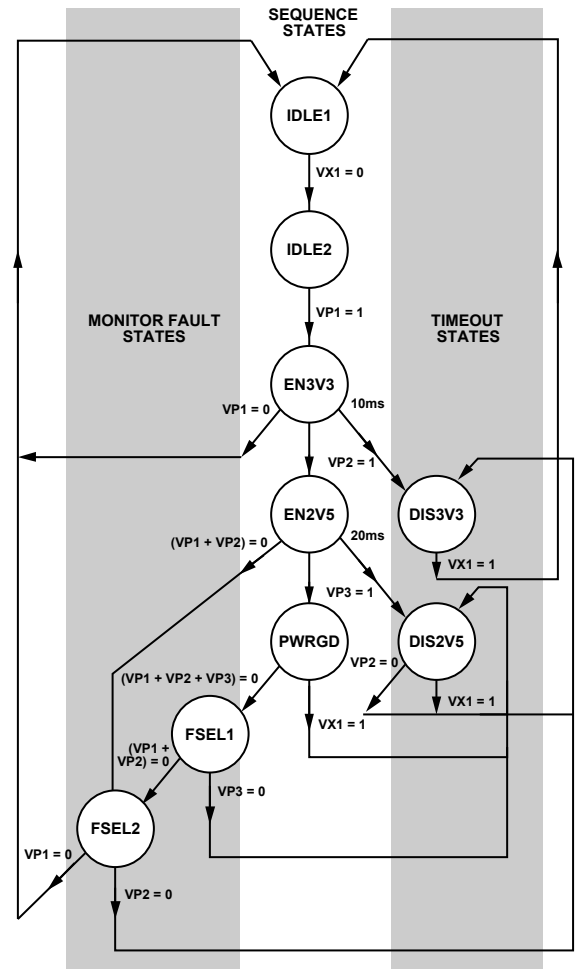 SEQUENCE
STATES
IDLE1
VX1 = 0
IDLE2
VP1 = 1
MONITOR FAULT
STATES
TIMEOUT
STATES
EN3V3
VP1 = 0
10ms
VP2 = 1
EN2V5
DIS3V3
(VP1 + VP2) = 0
20ms
VX1 = 1
VP3 = 1
PWRGD
DIS2V5
VP2 = 0
(VP1 + VP2 + VP3) = 0
VX1 = 1
VX1 = 1
FSEL1
(VP1 +
VP2) = 0
VP3 = 0
FSEL2
VP1 = 0
VP2 = 0